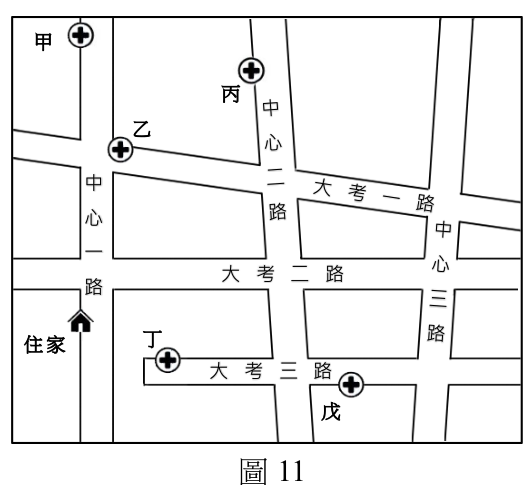 甲
乙
丙
中心一路
中心二路
大考一路
中心三路
大考二路
住家
丁
大考三路
戊
圖 11